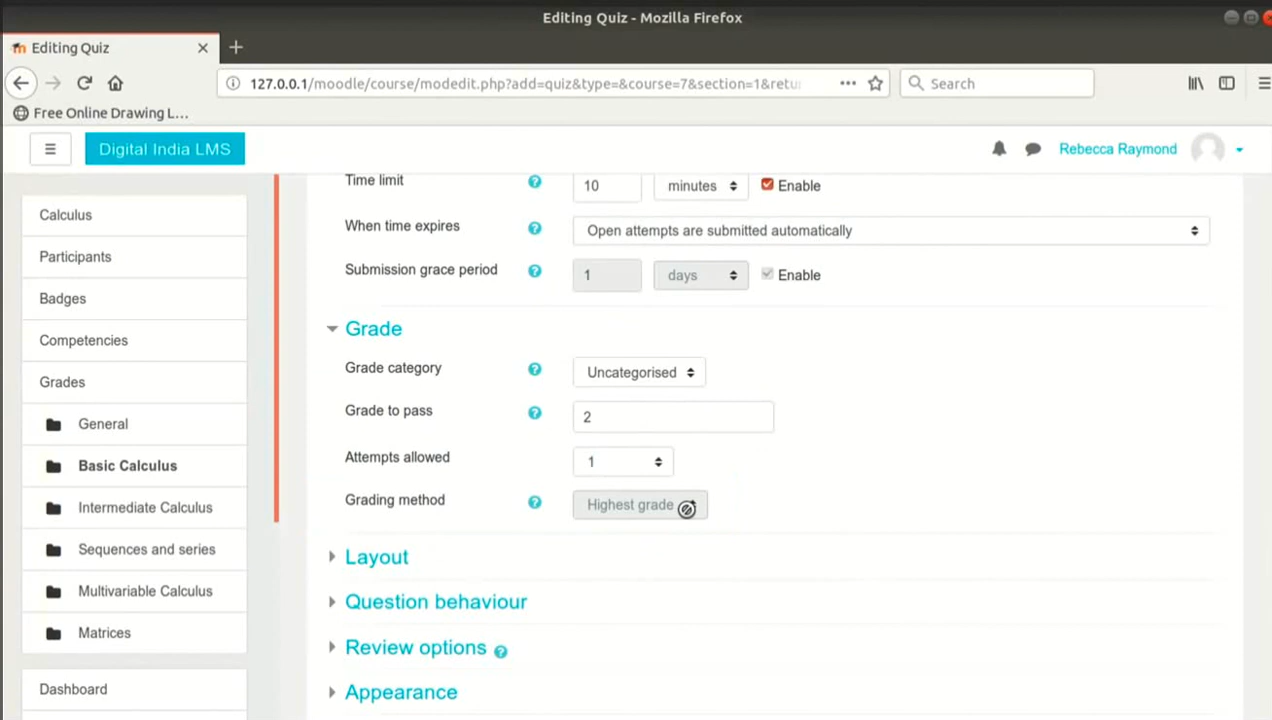 Editing Quiz - Mozilla Firefox
Editing Quiz
127.0.0.1/moodle/course/modedit.php?add=quiz&type=&course=7&section=1&retu
Search
Free Online Drawing L...
Digital India LMS
Rebecca Raymond
Calculus
Participants
Badges
Competencies
Grades
General
Basic Calculus
Intermediate Calculus
Sequences and series
Multivariable Calculus
Matrices
Dashboard
Time limit ? 10 minutes Enable
When time expires ? Open attempts are submitted automatically
Submission grace period ? 1 days Enable
Grade
Grade category ? Uncategorised
Grade to pass ? 2
Attempts allowed 1
Grading method ? Highest grade
Layout
Question behaviour
Review options ?
Appearance